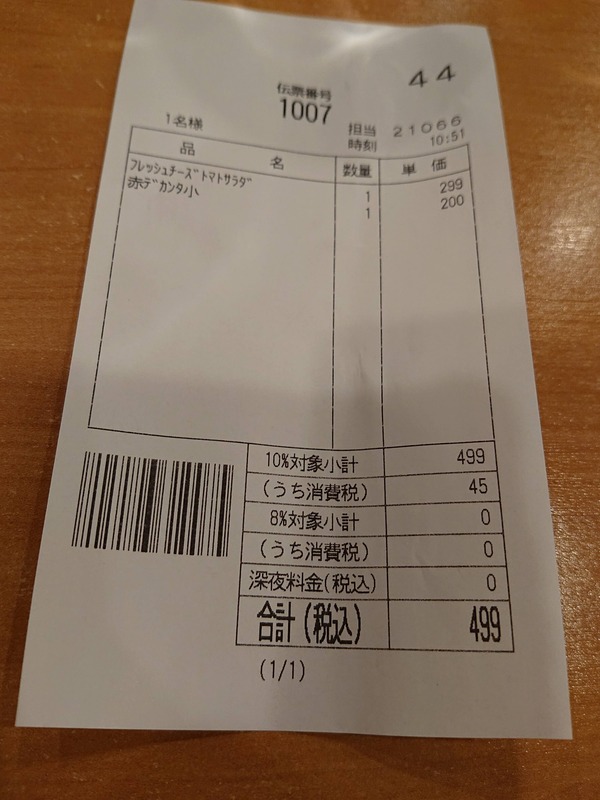 44
伝票番号
1007
1名様
担当 21066
時刻 10:51
品 名 数量 単 価
ﾌﾚｯｼｭﾁｰｽﾞﾄﾏﾄｻﾗﾀﾞ 1 299
赤ﾃﾞｶﾝﾀ小 1 200
10%対象小計 499
(うち消費税) 45
8%対象小計 0
(うち消費税) 0
深夜料金(税込) 0
合計(税込) 499
(1/1)